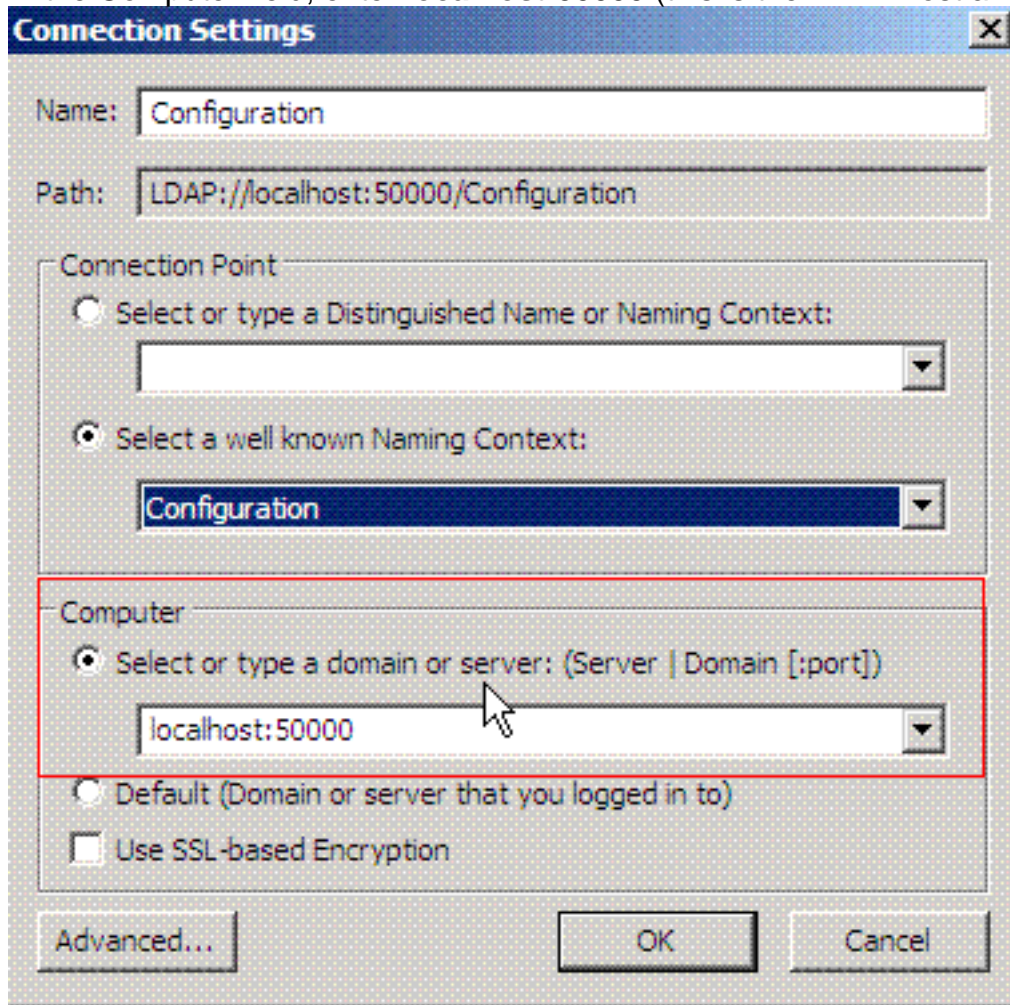 Connection Settings
Name: Configuration
Path: LDAP://localhost:50000/Configuration
Connection Point
Select or type a Distinguished Name or Naming Context:
Select a well known Naming Context:
Configuration
Computer
Select or type a domain or server: (Server | Domain [:port])
localhost:50000
Default (Domain or server that you logged in to)
Use SSL-based Encryption
Advanced... OK Cancel